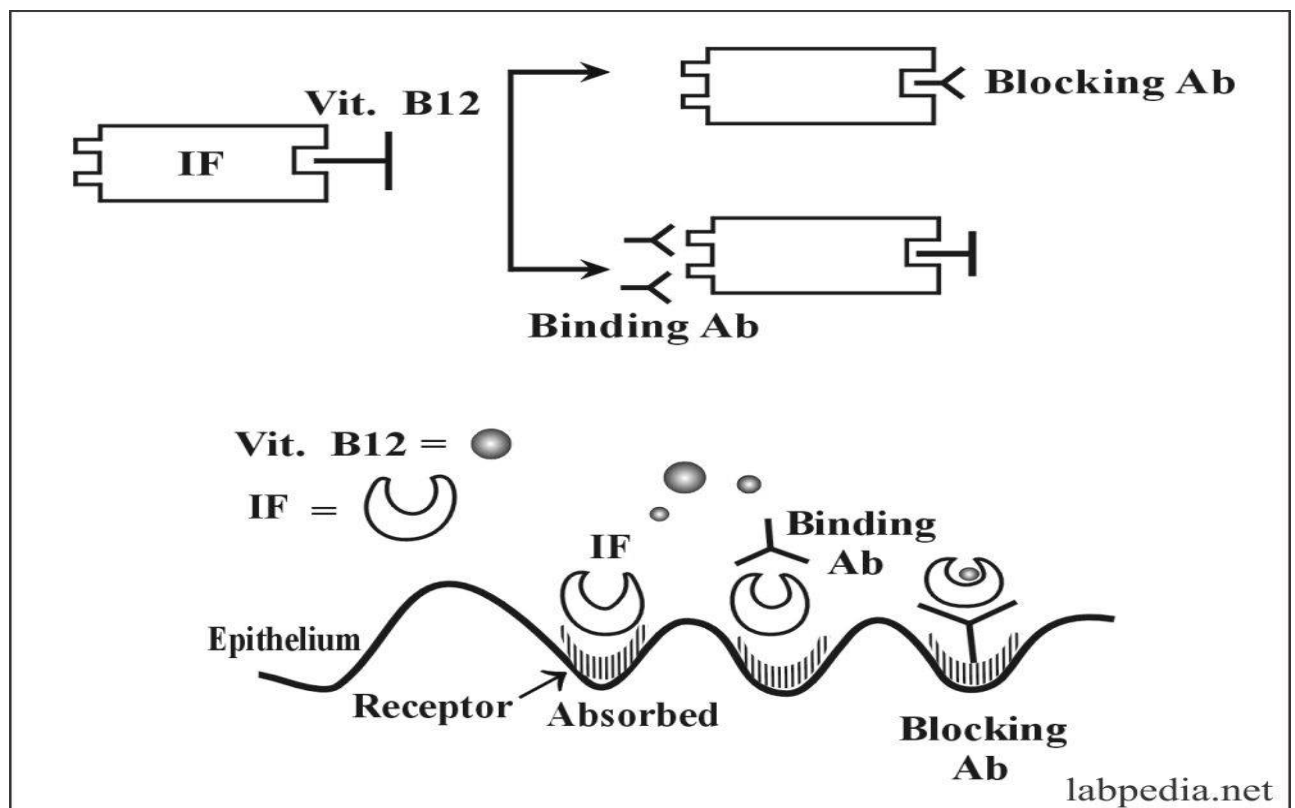 Vit. B12
IF
Blocking Ab
Binding Ab
Vit. B12 =
IF =
IF
Binding
Ab
Epithelium
Receptor
Absorbed
Blocking
Ab
labpedia.net